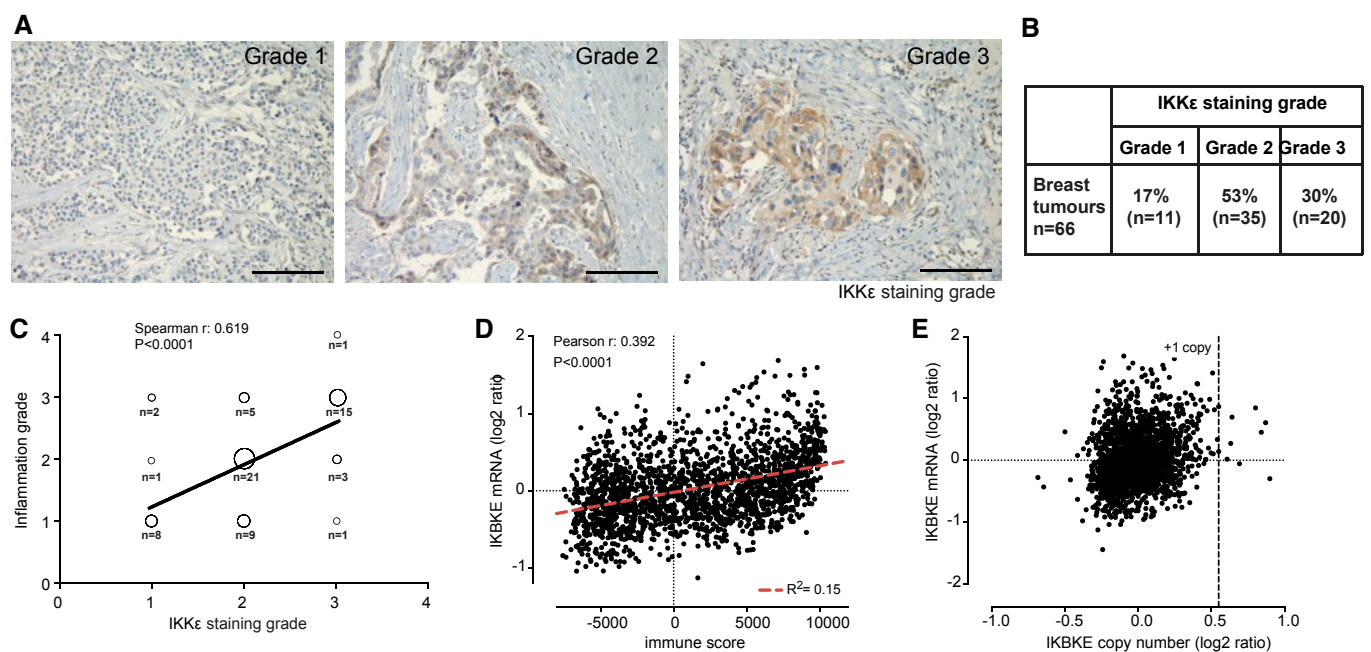 A
Grade 1
Grade 2
Grade 3
IKKε staining grade
B
IKKε staining grade
Grade 1
Grade 2
Grade 3
Breast
tumours
n=66
17%
(n=11)
53%
(n=35)
30%
(n=20)
C
Spearman r: 0.619
P<0.0001
Inflammation grade
4
3
2
1
0
n=1
n=2
n=5
n=15
n=1
n=21
n=3
n=8
n=9
n=1
0
1
2
3
4
IKKε staining grade
D
Pearson r: 0.392
P<0.0001
IKBKE mRNA (log2 ratio)
2
1
0
-1
R2= 0.15
-5000
0
5000
10000
immune score
E
+1 copy
IKBKE mRNA (log2 ratio)
2
1
0
-1
-2
-1.0
-0.5
0.0
0.5
1.0
IKBKE copy number (log2 ratio)